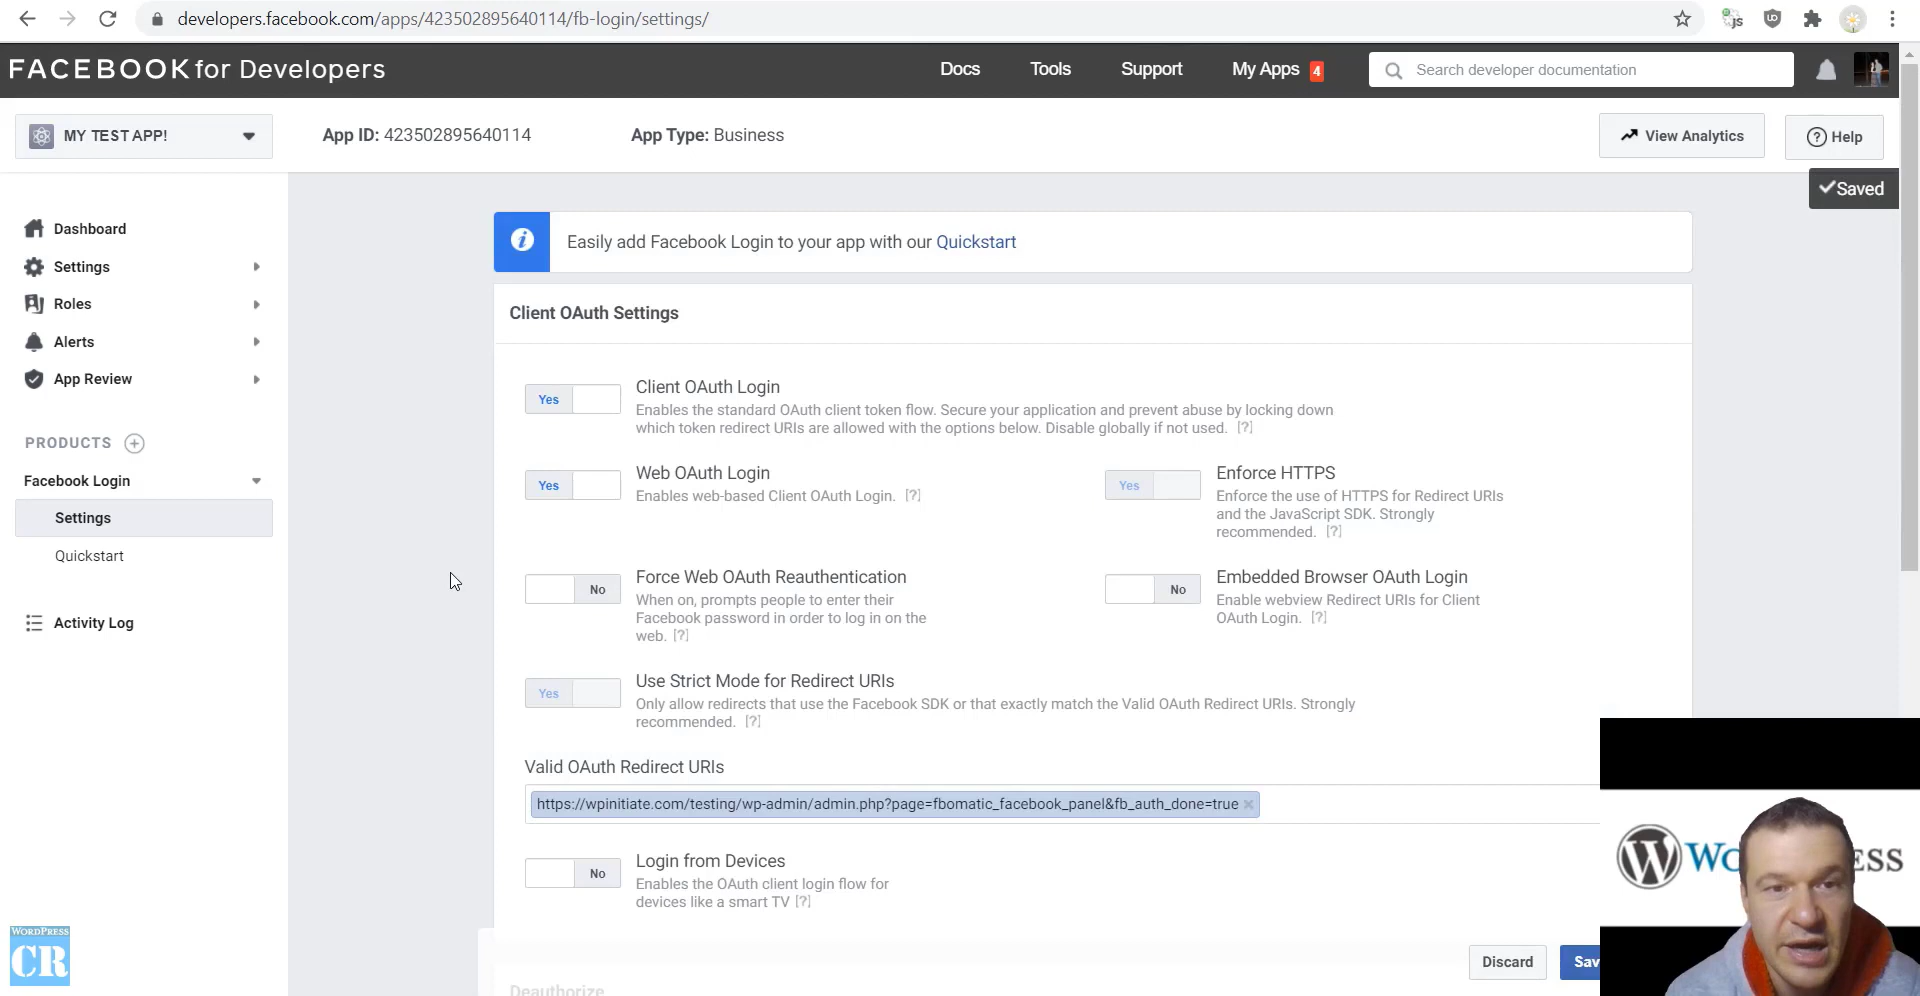 developers.facebook.com/apps/423502895640114/fb-login/settings/
JS
FACEBOOK for Developers
Docs
Tools
Support
My Apps 4
Search developer documentation
MY TEST APP!
App ID: 423502895640114
App Type: Business
View Analytics
? Help
Saved
Dashboard
Settings
Roles
Alerts
App Review
PRODUCTS
Facebook Login
Settings
Quickstart
Activity Log
i Easily add Facebook Login to your app with our Quickstart
Client OAuth Settings
Yes
Client OAuth Login
Enables the standard OAuth client token flow. Secure your application and prevent abuse by locking down
which token redirect URIs are allowed with the options below. Disable globally if not used. [?]
Yes
Web OAuth Login
Enables web-based Client OAuth Login. [?]
Yes
Enforce HTTPS
Enforce the use of HTTPS for Redirect URIs
and the JavaScript SDK. Strongly
recommended. [?]
No
Force Web OAuth Reauthentication
When on, prompts people to enter their
Facebook password in order to log in on the
web. [?]
No
Embedded Browser OAuth Login
Enable webview Redirect URIs for Client
OAuth Login. [?]
Yes
Use Strict Mode for Redirect URIs
Only allow redirects that use the Facebook SDK or that exactly match the Valid OAuth Redirect URIs. Strongly
recommended. [?]
Valid OAuth Redirect URIs
https://wpinitiate.com/testing/wp-admin/admin.php?page=fbomatic_facebook_panel&fb_auth_done=true ×
No
Login from Devices
Enables the OAuth client login flow for
devices like a smart TV [?]
Discard
Sav
Deauthorize
WORDPRESS
CR
W WO ESS